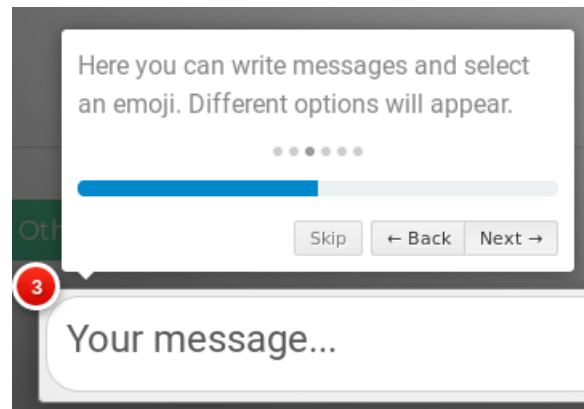 Here you can write messages and select
an emoji. Different options will appear.
Skip
← Back
Next →
Oth
3
Your message...